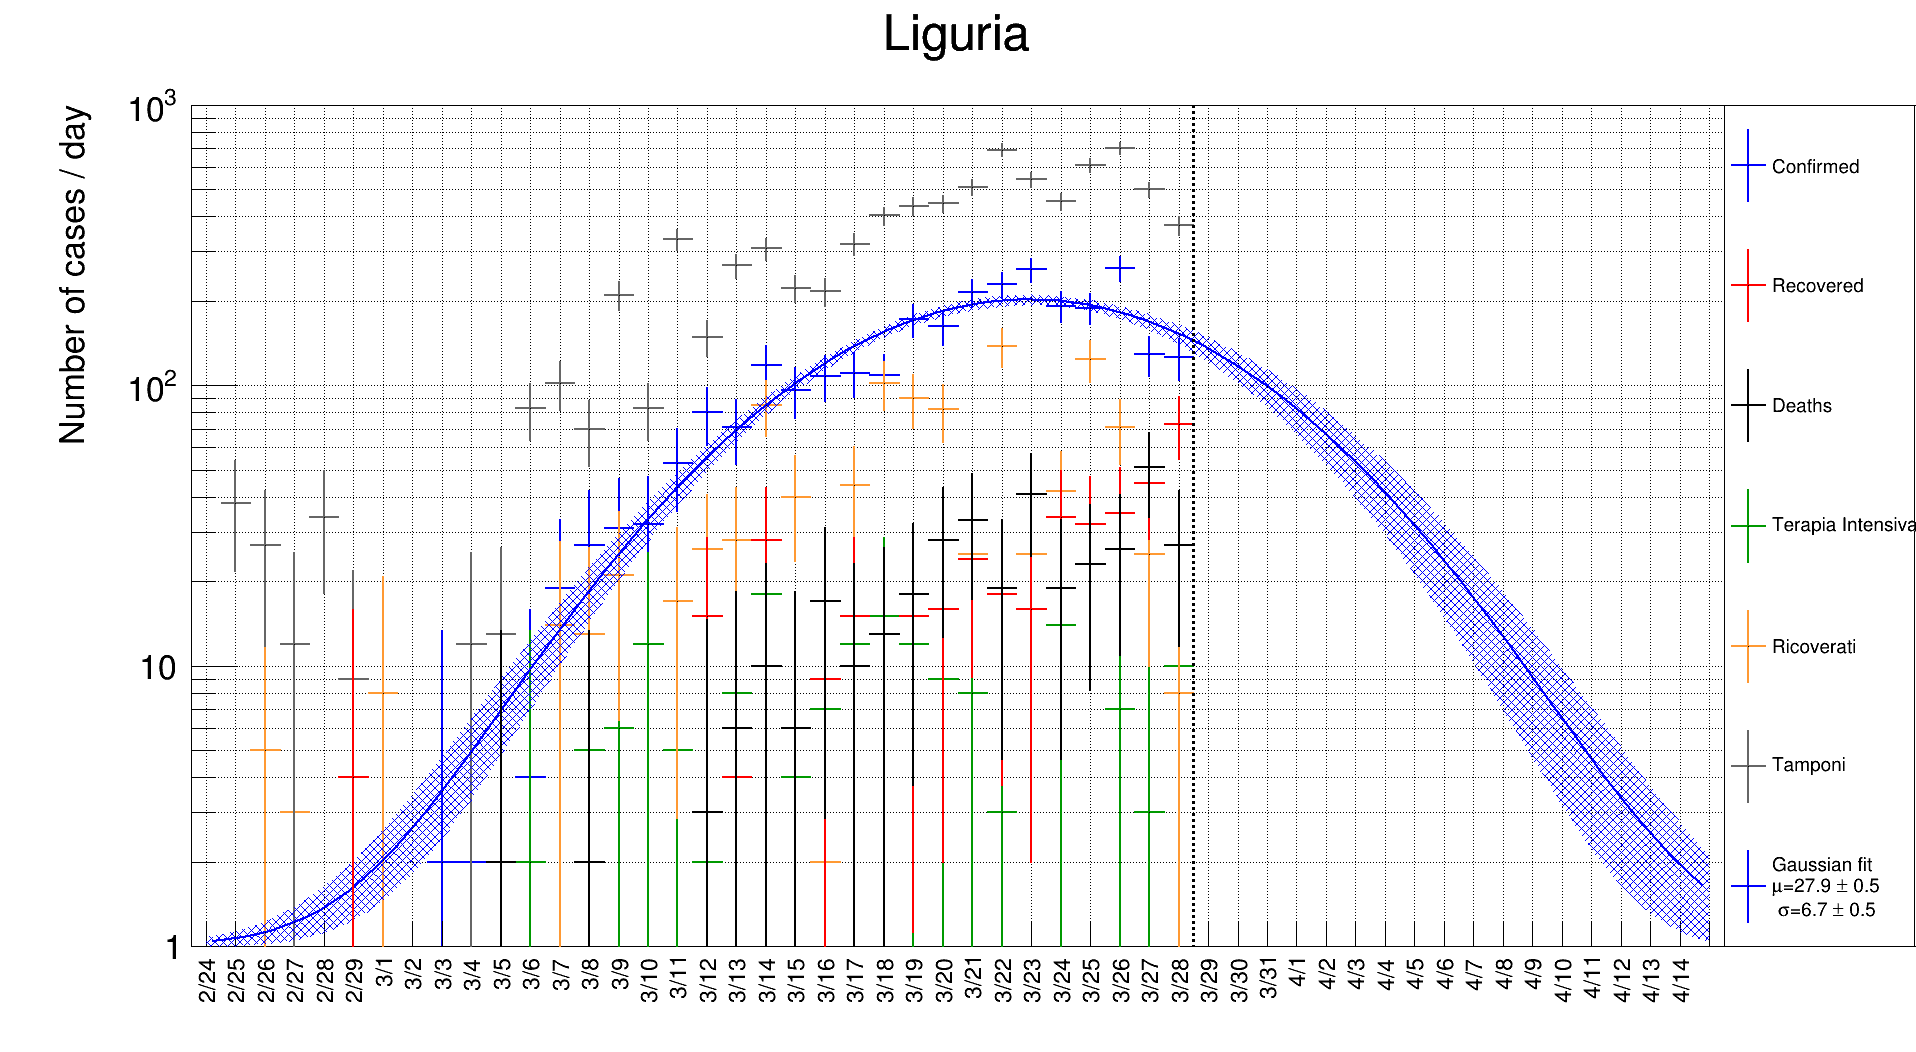 Liguria
Number of cases / day
10³
10²
10
1
2/24 2/25 2/26 2/27 2/28 2/29 3/1 3/2 3/3 3/4 3/5 3/6 3/7 3/8 3/9 3/10 3/11 3/12 3/13 3/14 3/15 3/16 3/17 3/18 3/19 3/20 3/21 3/22 3/23 3/24 3/25 3/26 3/27 3/28 3/29 3/30 3/31 4/1 4/2 4/3 4/4 4/5 4/6 4/7 4/8 4/9 4/10 4/11 4/12 4/13 4/14
Confirmed
Recovered
Deaths
Terapia Intensiva
Ricoverati
Tamponi
Gaussian fit
μ=27.9 ± 0.5
σ=6.7 ± 0.5